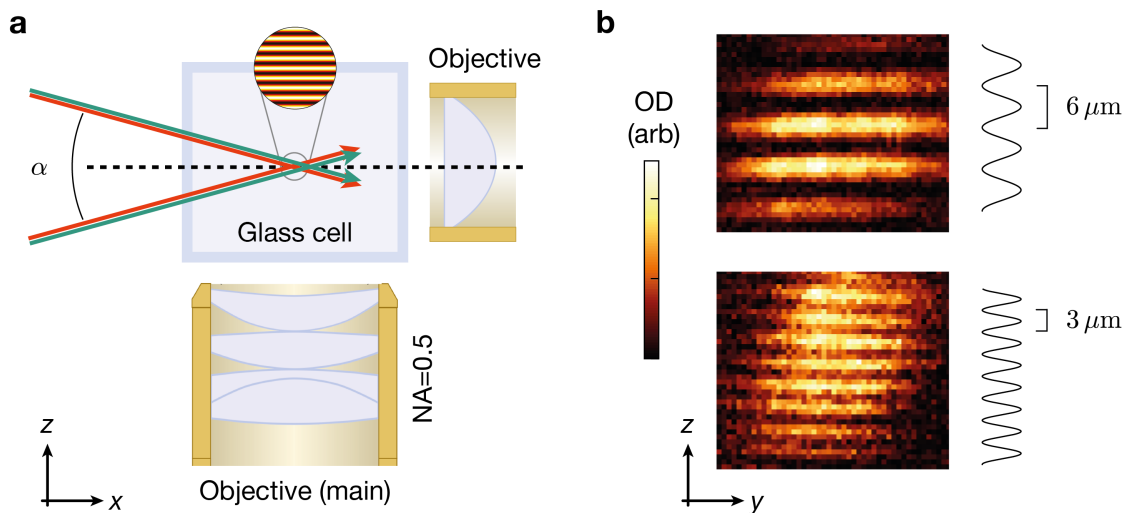 a
Objective
α
Glass cell
NA=0.5
z
x
Objective (main)
b
OD
(arb)
6 μm
3 μm
z
y